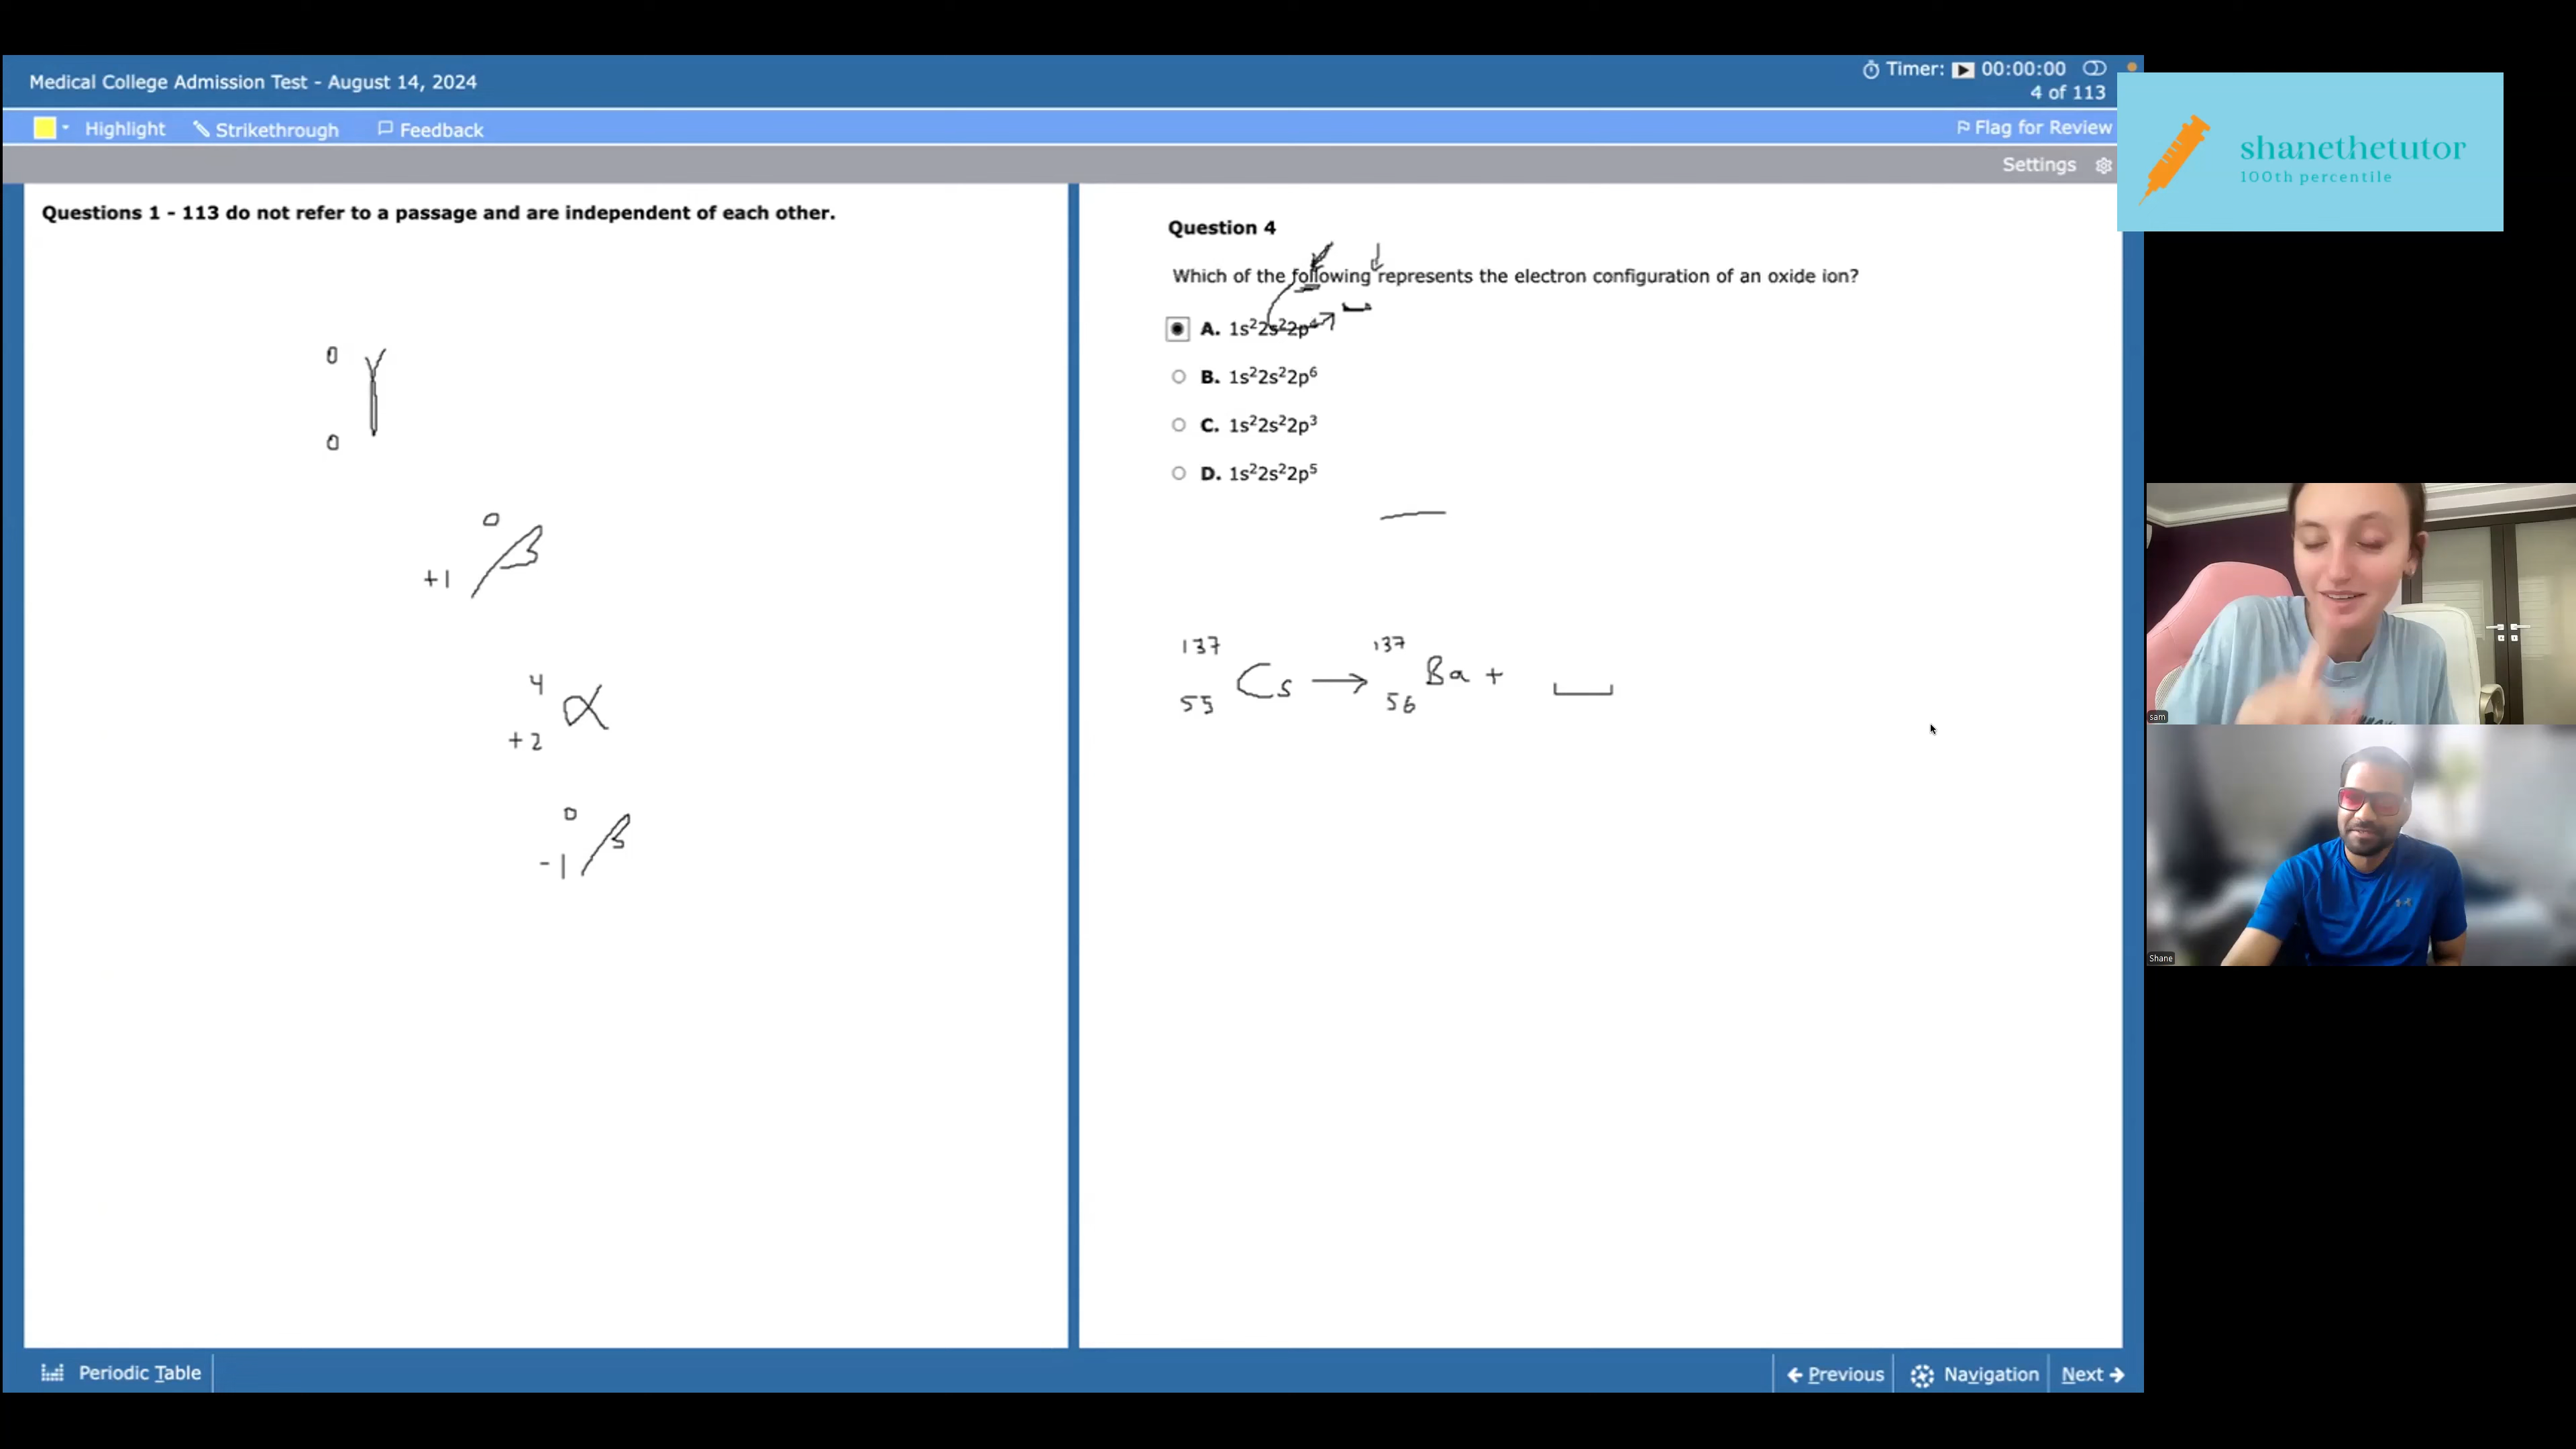 Medical College Admission Test - August 14, 2024
Timer: 00:00:00
4 of 113
Highlight Strikethrough Feedback
Flag for Review
Settings
shanethetutor
100th percentile
Questions 1 - 113 do not refer to a passage and are independent of each other.
0
γ
0
0
+1 β
4
+2 α
0
-1 β
Question 4
Which of the following represents the electron configuration of an oxide ion?
A. 1s²2s²2p⁴
B. 1s²2s²2p⁶
C. 1s²2s²2p³
D. 1s²2s²2p⁵
137 137
Cs → Ba +
55 56
sam
Shane
Periodic Table
Previous Navigation Next